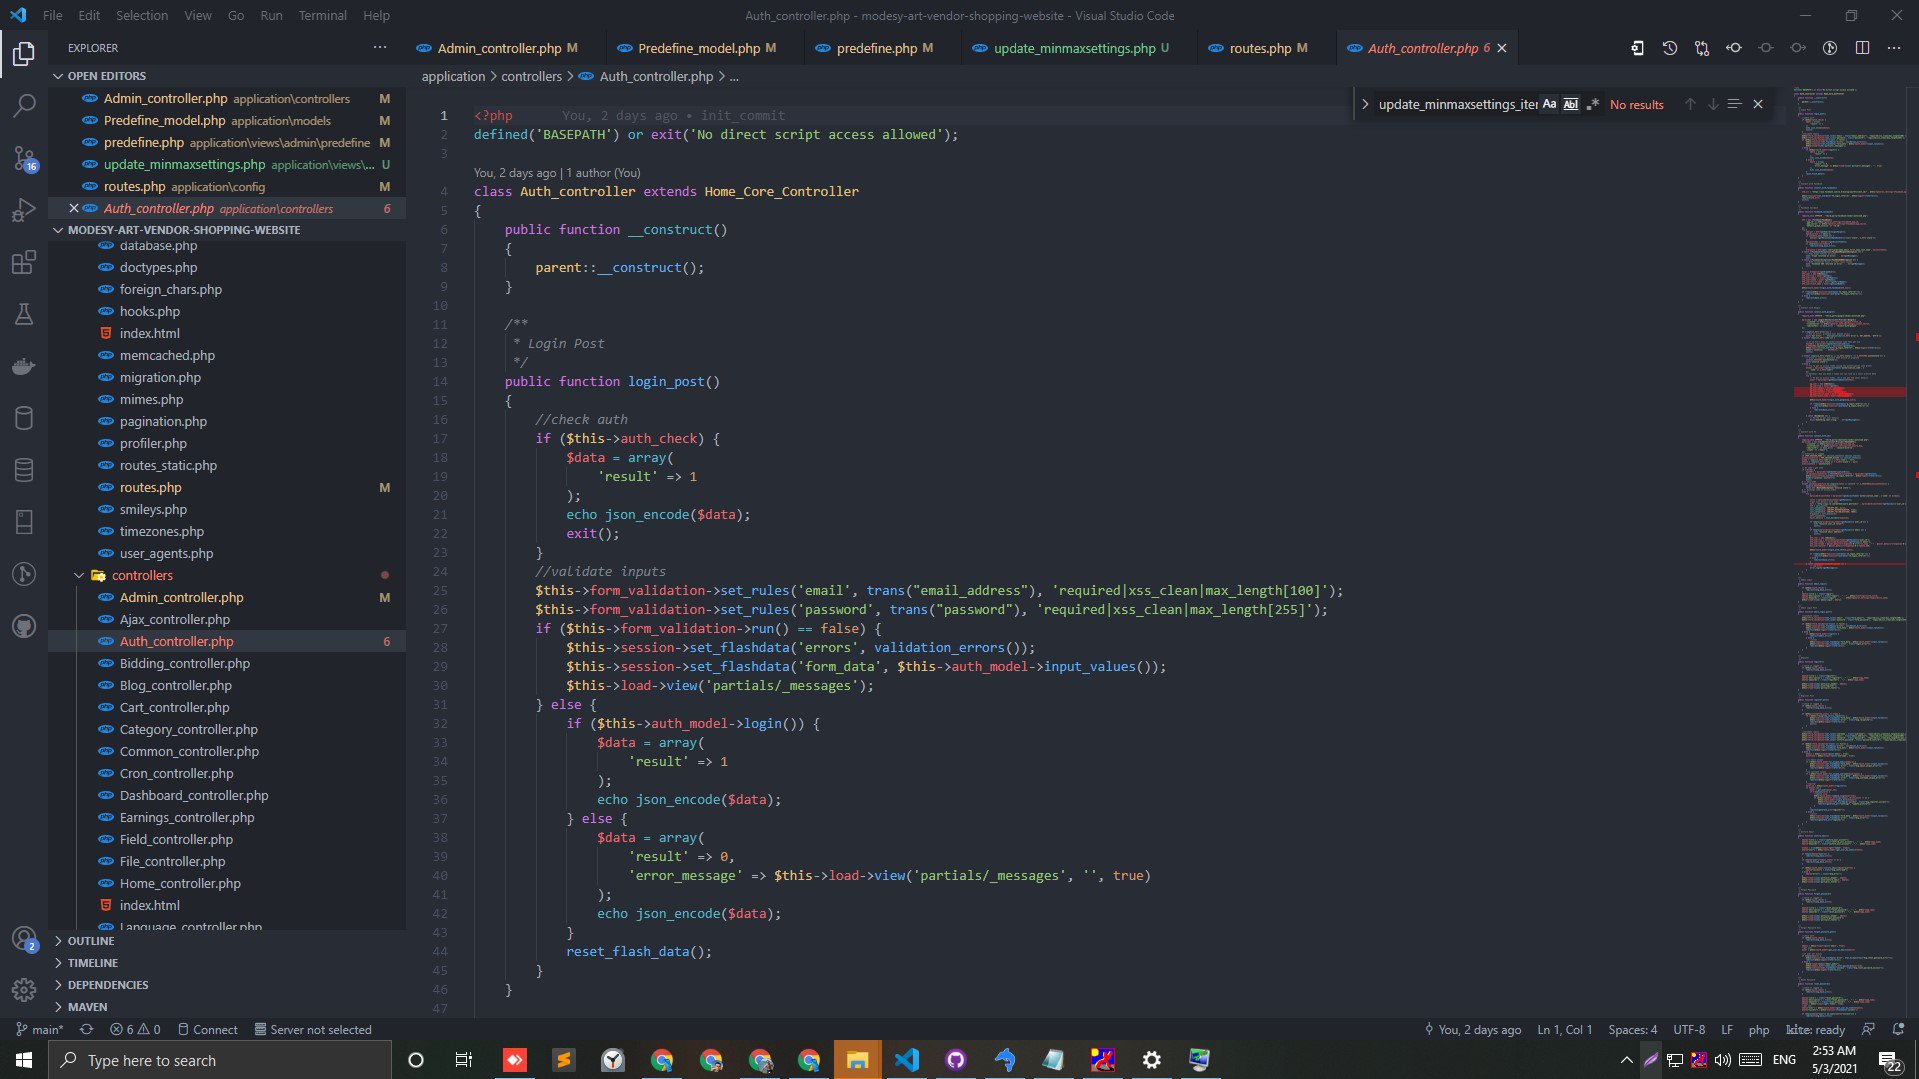 File Edit Selection View Go Run Terminal Help
Auth_controller.php - modesy-art-vendor-shopping-website - Visual Studio Code
EXPLORER
OPEN EDITORS
Admin_controller.php application\controllers M
Predefine_model.php application\models M
predefine.php application\views\admin\predefine M
update_minmaxsettings.php application\views\... U
routes.php application\config M
Auth_controller.php application\controllers 6
MODESY-ART-VENDOR-SHOPPING-WEBSITE
database.php
doctypes.php
foreign_chars.php
hooks.php
index.html
memcached.php
migration.php
mimes.php
pagination.php
profiler.php
routes_static.php
routes.php M
smileys.php
timezones.php
user_agents.php
controllers
Admin_controller.php M
Ajax_controller.php
Auth_controller.php 6
Bidding_controller.php
Blog_controller.php
Cart_controller.php
Category_controller.php
Common_controller.php
Cron_controller.php
Dashboard_controller.php
Earnings_controller.php
Field_controller.php
File_controller.php
Home_controller.php
index.html
Language_controller.php
OUTLINE
TIMELINE
DEPENDENCIES
MAVEN
16
2
Admin_controller.php M
Predefine_model.php M
predefine.php M
update_minmaxsettings.php U
routes.php M
Auth_controller.php 6
application > controllers > Auth_controller.php > ...
update_minmaxsettings_iter Aa Abl .* No results
1 <?php You, 2 days ago • init_commit
2 defined('BASEPATH') or exit('No direct script access allowed');
3
You, 2 days ago | 1 author (You)
4 class Auth_controller extends Home_Core_Controller
5 {
6 public function __construct()
7 {
8 parent::__construct();
9 }
10
11 /**
12 * Login Post
13 */
14 public function login_post()
15 {
16 //check auth
17 if ($this->auth_check) {
18 $data = array(
19 'result' => 1
20 );
21 echo json_encode($data);
22 exit();
23 }
24 //validate inputs
25 $this->form_validation->set_rules('email', trans("email_address"), 'required|xss_clean|max_length[100]');
26 $this->form_validation->set_rules('password', trans("password"), 'required|xss_clean|max_length[255]');
27 if ($this->form_validation->run() == false) {
28 $this->session->set_flashdata('errors', validation_errors());
29 $this->session->set_flashdata('form_data', $this->auth_model->input_values());
30 $this->load->view('partials/_messages');
31 } else {
32 if ($this->auth_model->login()) {
33 $data = array(
34 'result' => 1
35 );
36 echo json_encode($data);
37 } else {
38 $data = array(
39 'result' => 0,
40 'error_message' => $this->load->view('partials/_messages', '', true)
41 );
42 echo json_encode($data);
43 }
44 reset_flash_data();
45 }
46 }
47
main* 6 0 Connect Server not selected
You, 2 days ago Ln 1, Col 1 Spaces: 4 UTF-8 LF php kite: ready
Type here to search
ENG
2:53 AM
5/3/2021
22